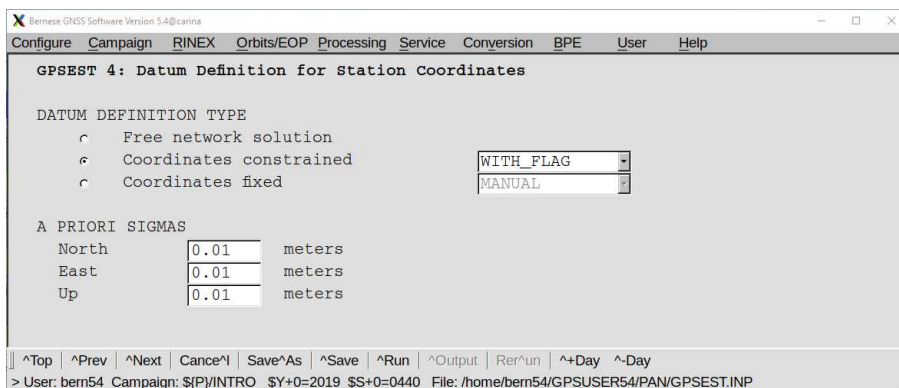 Bernese GNSS Software Version 5.4@carina
Configure Campaign RINEX Orbits/EOP Processing Service Conversion BPE User Help
GPSEST 4: Datum Definition for Station Coordinates
DATUM DEFINITION TYPE
Free network solution
Coordinates constrained WITH_FLAG
Coordinates fixed MANUAL
A PRIORI SIGMAS
North 0.01 meters
East 0.01 meters
Up 0.01 meters
^Top ^Prev ^Next Cance^l Save^As ^Save ^Run ^Output Rer^un ^+Day ^-Day
> User: bern54 Campaign: ${P}/INTRO $Y+0=2019 $S+0=0440 File: /home/bern54/GPSUSER54/PAN/GPSEST.INP